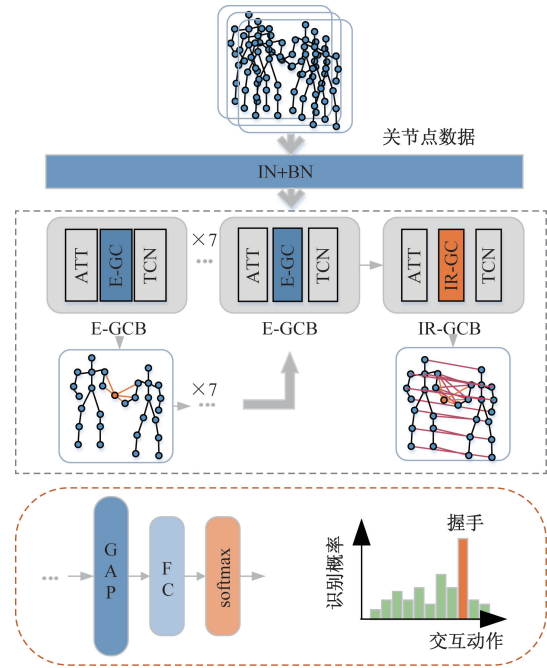 关节点数据
IN+BN
ATT
E-GC
TCN
×7
...
ATT
E-GC
TCN
ATT
IR-GC
TCN
E-GCB
E-GCB
IR-GCB
×7
...
...
GAP
FC
softmax
识别概率
握手
交互动作